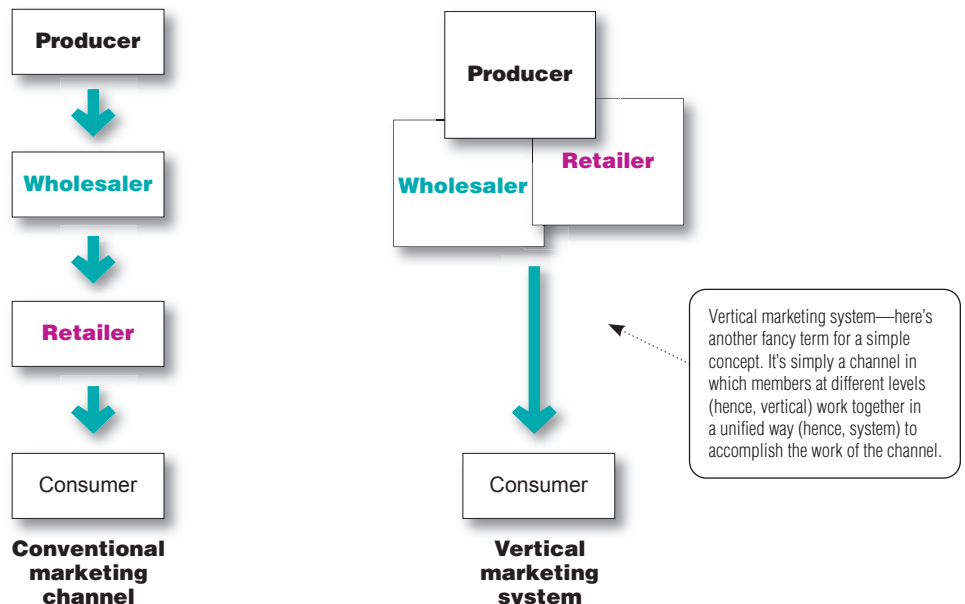 Producer
Wholesaler
Retailer
Consumer
Conventional
marketing
channel
Producer
Retailer
Wholesaler
Consumer
Vertical
marketing
system
Vertical marketing system—here’s
another fancy term for a simple
concept. It’s simply a channel in
which members at different levels
(hence, vertical) work together in
a unified way (hence, system) to
accomplish the work of the channel.